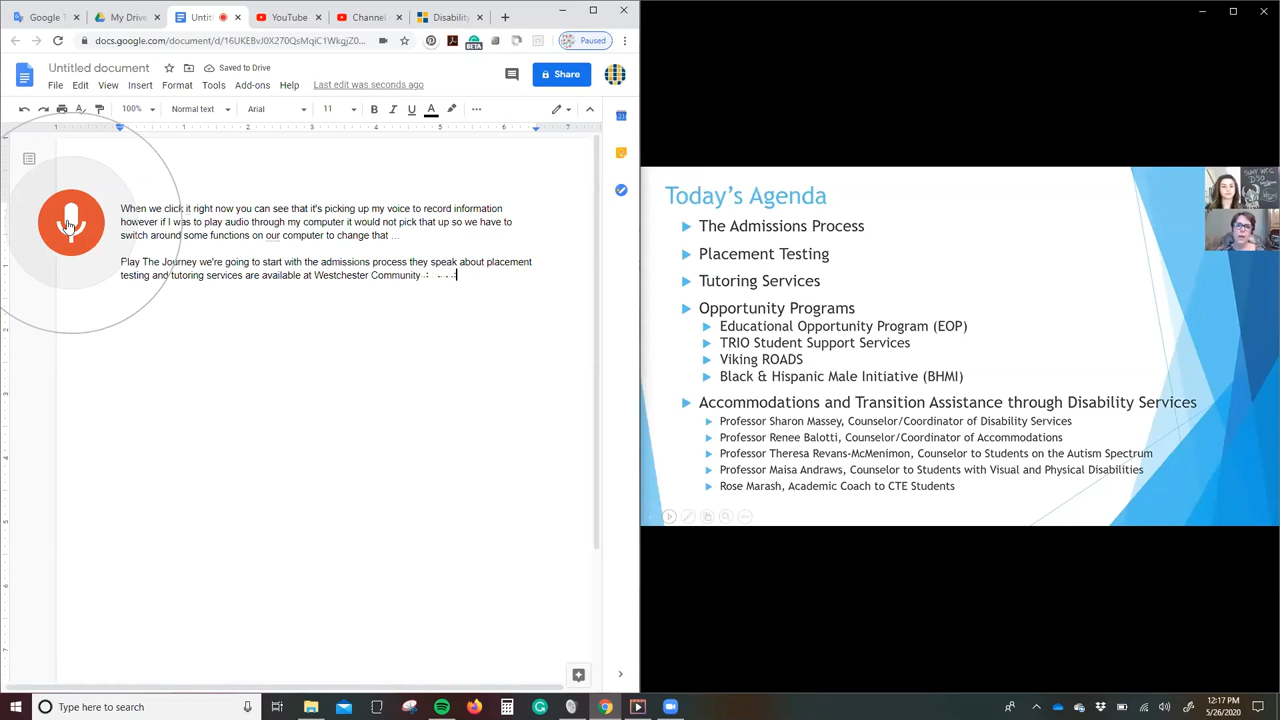 Google
My Drive
Untit
YouTube
Channel
Disability
docs.google.com/document/d/16UKEBvJ0X270QsMqiC1WkgjZ0...
BETA
Paused
Untitled document
Saved to Drive
Share
File Edit View Insert Format Tools Add-ons Help Last edit was seconds ago
100% Normal text Arial 11
1 1 2 3 4 5 6 7
When we click it right now you can see that it's picking up my voice to record information
however if I was to play audio through my computer it would not pick that up so we have to
switch around some functions on our computer to change that ...
Play The Journey we're going to start with the admissions process they speak about placement
testing and tutoring services are available at Westchester Community
Today's Agenda
The Admissions Process
Placement Testing
Tutoring Services
Opportunity Programs
Educational Opportunity Program (EOP)
TRIO Student Support Services
Viking ROADS
Black & Hispanic Male Initiative (BHMI)
Accommodations and Transition Assistance through Disability Services
Professor Sharon Massey, Counselor/Coordinator of Disability Services
Professor Renee Balotti, Counselor/Coordinator of Accommodations
Professor Theresa Revans-McMenimon, Counselor to Students on the Autism Spectrum
Professor Maisa Andraws, Counselor to Students with Visual and Physical Disabilities
Rose Marash, Academic Coach to CTE Students
Type here to search
12:17 PM
5/26/2020